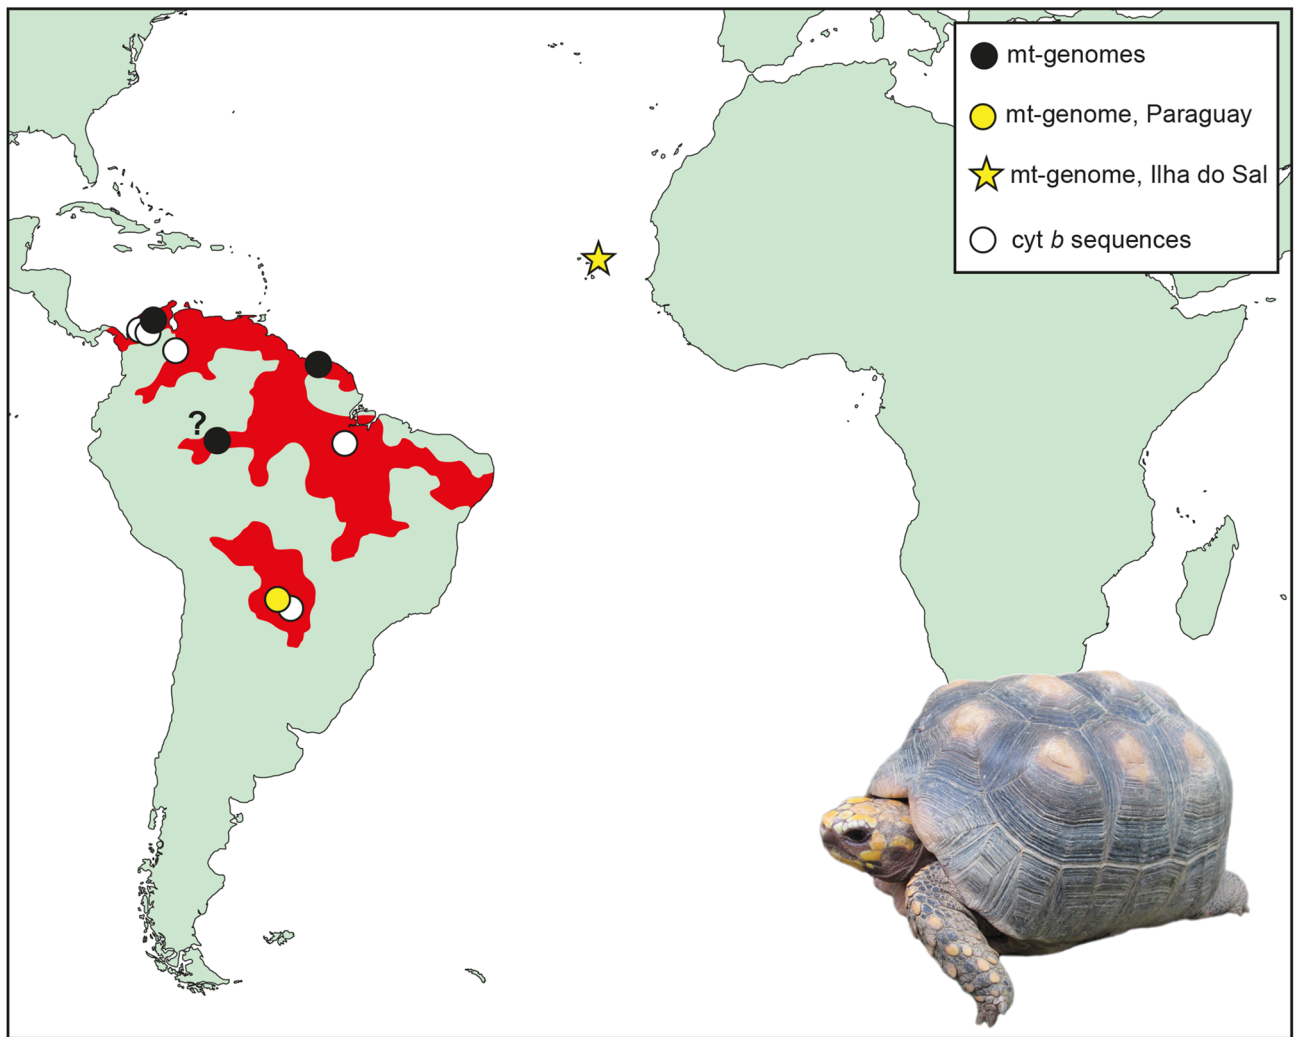 mt-genomes
mt-genome, Paraguay
mt-genome, Ilha do Sal
cyt b sequences
?